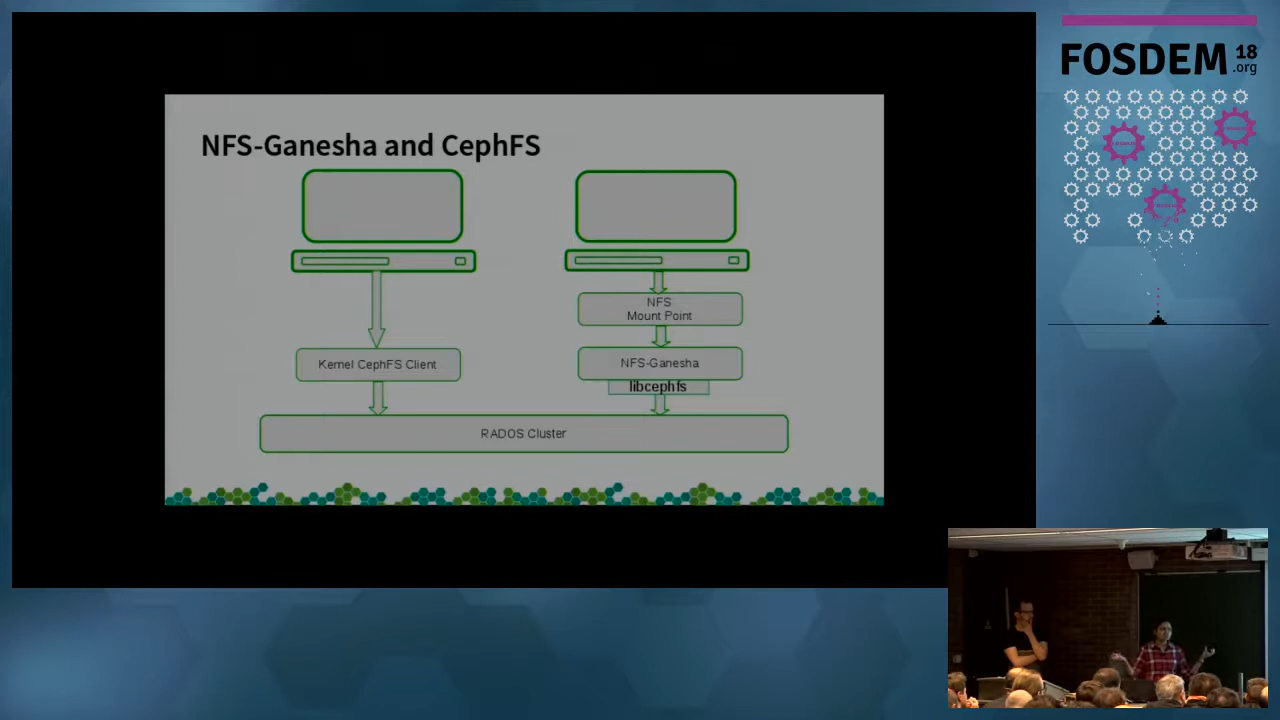 NFS-Ganesha and CephFS
NFS
Mount Point
Kernel CephFS Client
NFS-Ganesha
libcephfs
RADOS Cluster
FOSDEM 18
.org